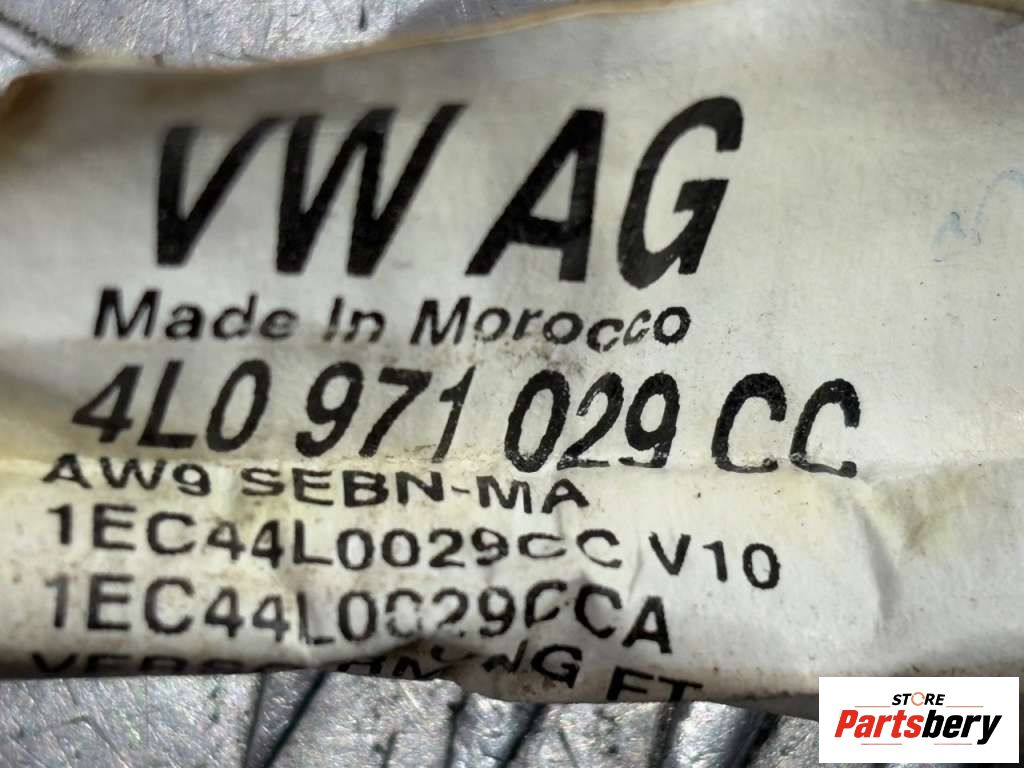 VW AG
Made In Morocco
4L0 971 029 CC
AW9 SEBN-MA
1EC44L0029CC V10
1EC44L0029CCA
STORE
Partsbery